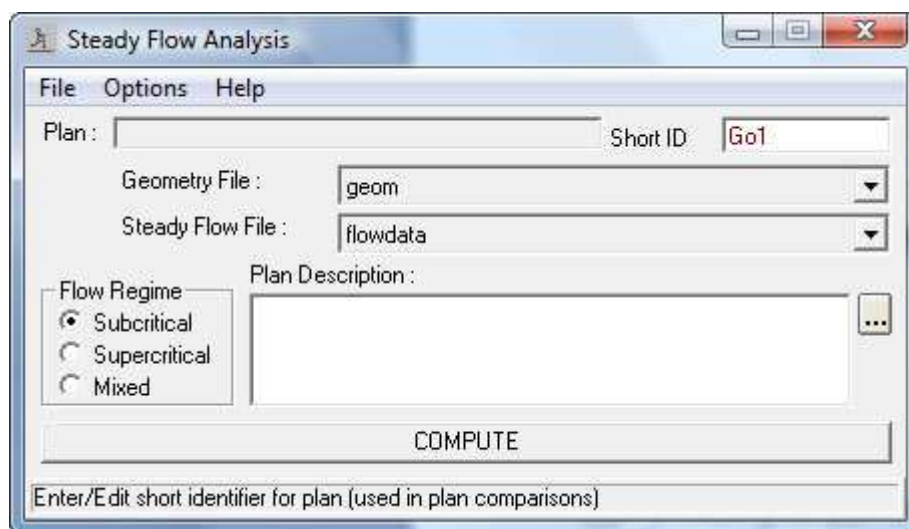 Steady Flow Analysis
File Options Help
Plan : Short ID Go1
Geometry File : geom
Steady Flow File : flowdata
Plan Description :
Flow Regime
Subcritical
...
Supercritical
Mixed
COMPUTE
Enter/Edit short identifier for plan (used in plan comparisons)